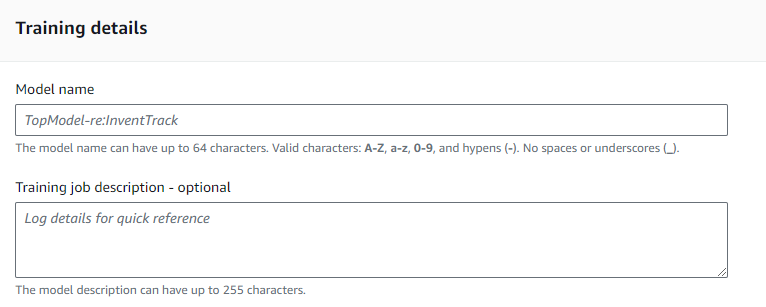 Training details
Model name
TopModel-re:InventTrack
The model name can have up to 64 characters. Valid characters: A-Z, a-z, 0-9, and hypens (-). No spaces or underscores (_).
Training job description - optional
Log details for quick reference
The model description can have up to 255 characters.